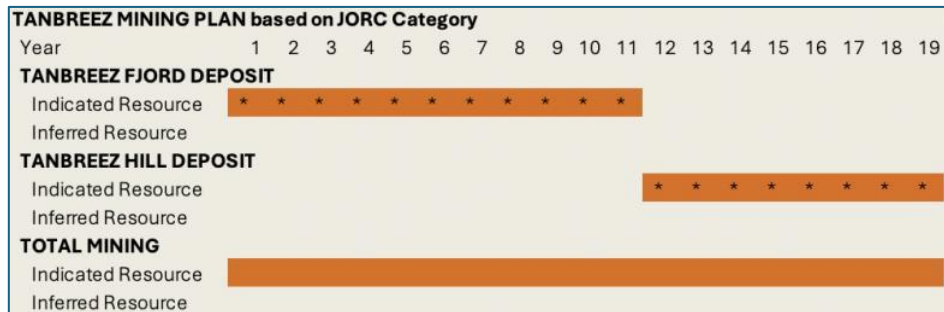 TANBREEZ MINING PLAN based on JORC Category
Year 1 2 3 4 5 6 7 8 9 10 11 12 13 14 15 16 17 18 19
TANBREEZ FJORD DEPOSIT
Indicated Resource * * * * * * * * * * *
Inferred Resource
TANBREEZ HILL DEPOSIT
Indicated Resource * * * * * * * *
Inferred Resource
TOTAL MINING
Indicated Resource
Inferred Resource